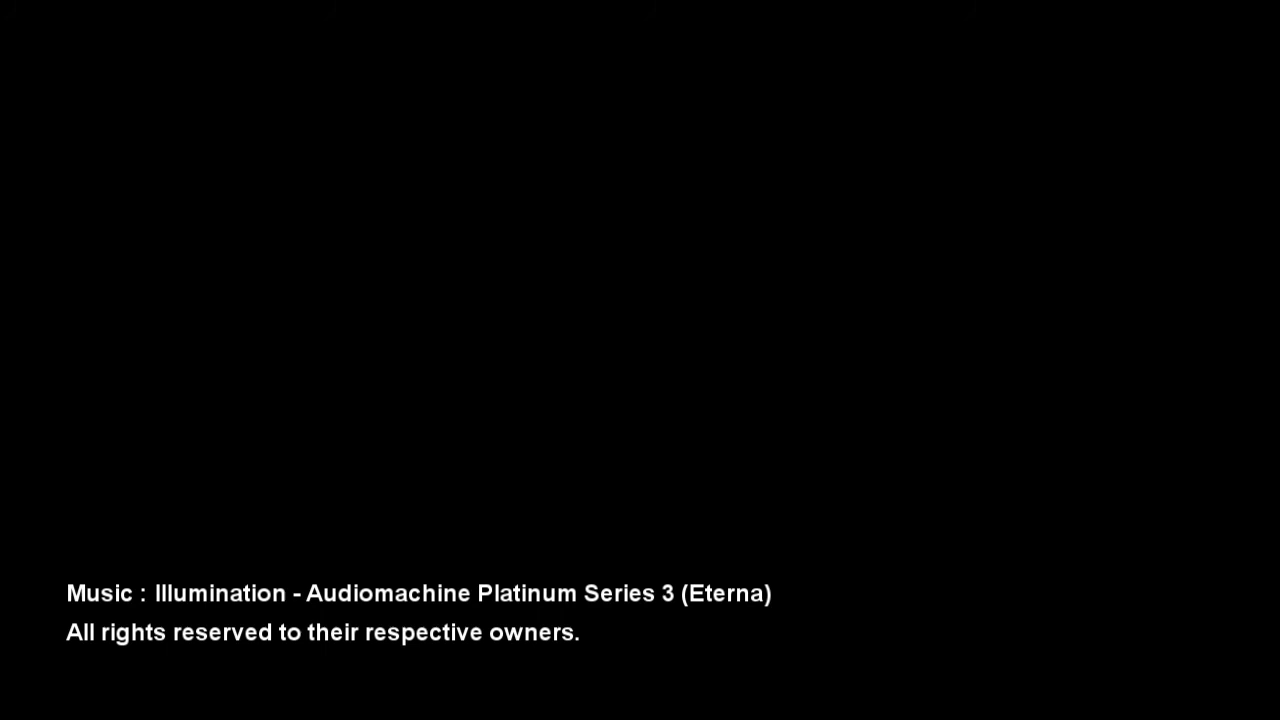 Music : Illumination - Audiomachine Platinum Series 3 (Eterna)
All rights reserved to their respective owners.